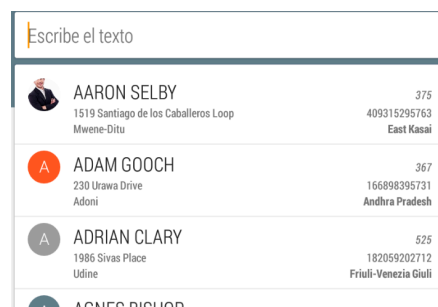 Escribe el texto
AARON SELBY 375
1519 Santiago de los Caballeros Loop 409315295763
Mwene-Ditu East Kasai
A ADAM GOOCH 367
230 Urawa Drive 166898395731
Adoni Andhra Pradesh
A ADRIAN CLARY 525
1986 Sivas Place 182059202712
Udine Friuli-Venezia Giuli
AGNES BISHOP